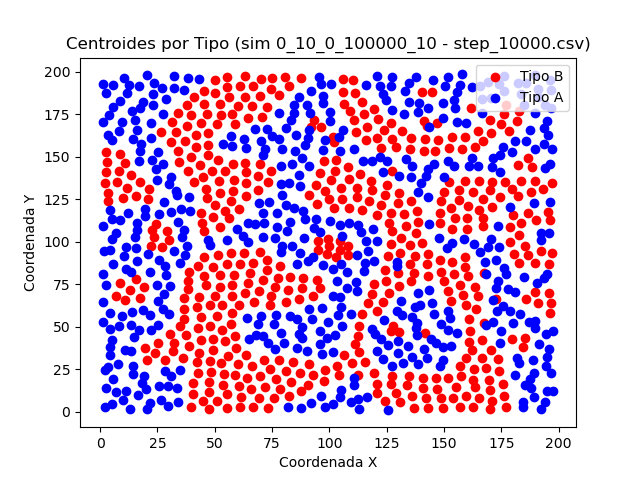 Centroides por Tipo (sim 0_10_0_100000_10 - step_10000.csv)
Tipo B
Tipo A
Coordenada Y
200
175
150
125
100
75
50
25
0
0 25 50 75 100 125 150 175 200
Coordenada X